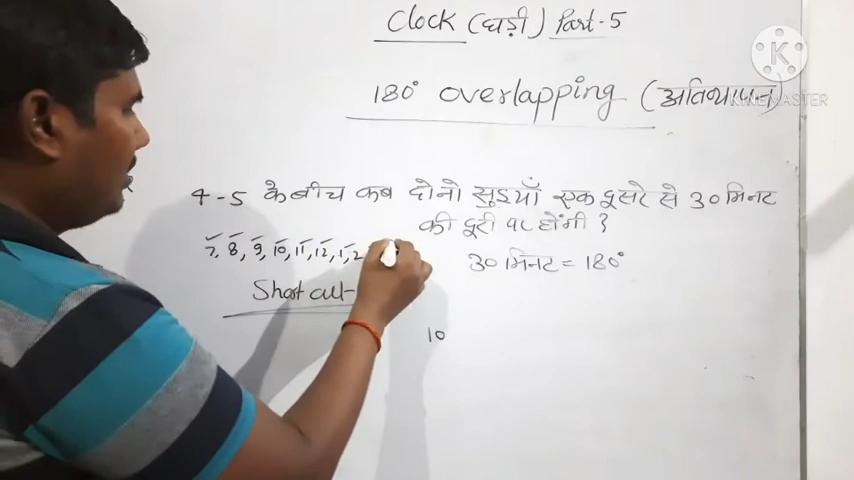 Clock (घड़ी) Part-5
180° overlapping (अतिव्यापन)
KINEMASTER
4-5 के बीच कब दोनो सुइयाँ एक दूसरे से 30 मिनट
की दूरी पर होंगी ?
7, 8, 9, 10, 11, 12, 1, 2
30 मिनट = 180°
Short cut-
10